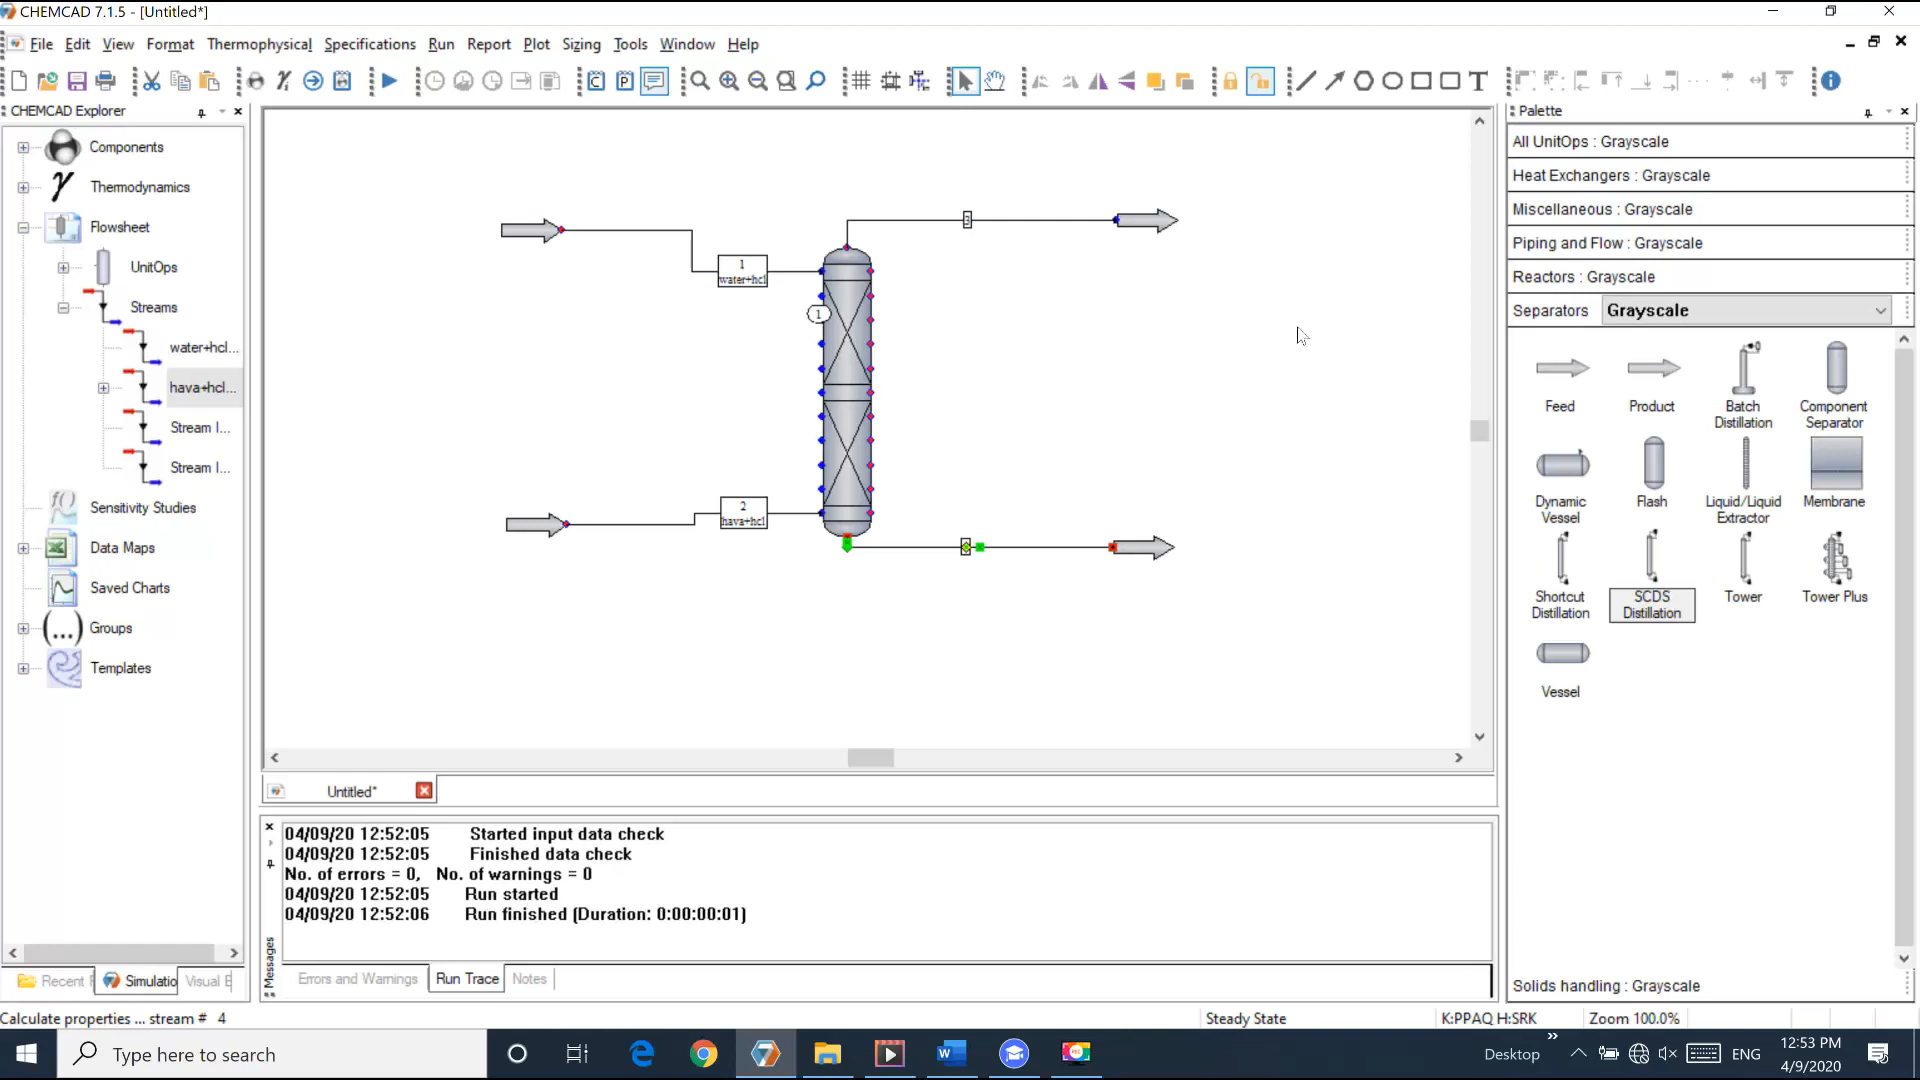 CHEMCAD 7.1.5 - [Untitled*]
File Edit View Format Thermophysical Specifications Run Report Plot Sizing Tools Window Help
CHEMCAD Explorer
Components
Thermodynamics
Flowsheet
UnitOps
Streams
water+hcl...
hava+hcl...
Stream I...
Stream I...
Sensitivity Studies
Data Maps
Saved Charts
Groups
Templates
Recent
Simulatio
Visual E
3
1
water+hcl
1
2
hava+hcl
Untitled*
04/09/20 12:52:05 Started input data check
04/09/20 12:52:05 Finished data check
No. of errors = 0, No. of warnings = 0
04/09/20 12:52:05 Run started
04/09/20 12:52:06 Run finished (Duration: 0:00:00:01)
Messages
Errors and Warnings Run Trace Notes
Palette
All UnitOps : Grayscale
Heat Exchangers : Grayscale
Miscellaneous : Grayscale
Piping and Flow : Grayscale
Reactors : Grayscale
Separators Grayscale
Feed
Product
Batch Distillation
Component Separator
Dynamic Vessel
Flash
Liquid/Liquid Extractor
Membrane
Shortcut Distillation
SCDS Distillation
Tower
Tower Plus
Vessel
Solids handling : Grayscale
Calculate properties ... stream # 4
Steady State
K:PPAQ H:SRK
Zoom 100.0%
Type here to search
Desktop
ENG
12:53 PM
4/9/2020